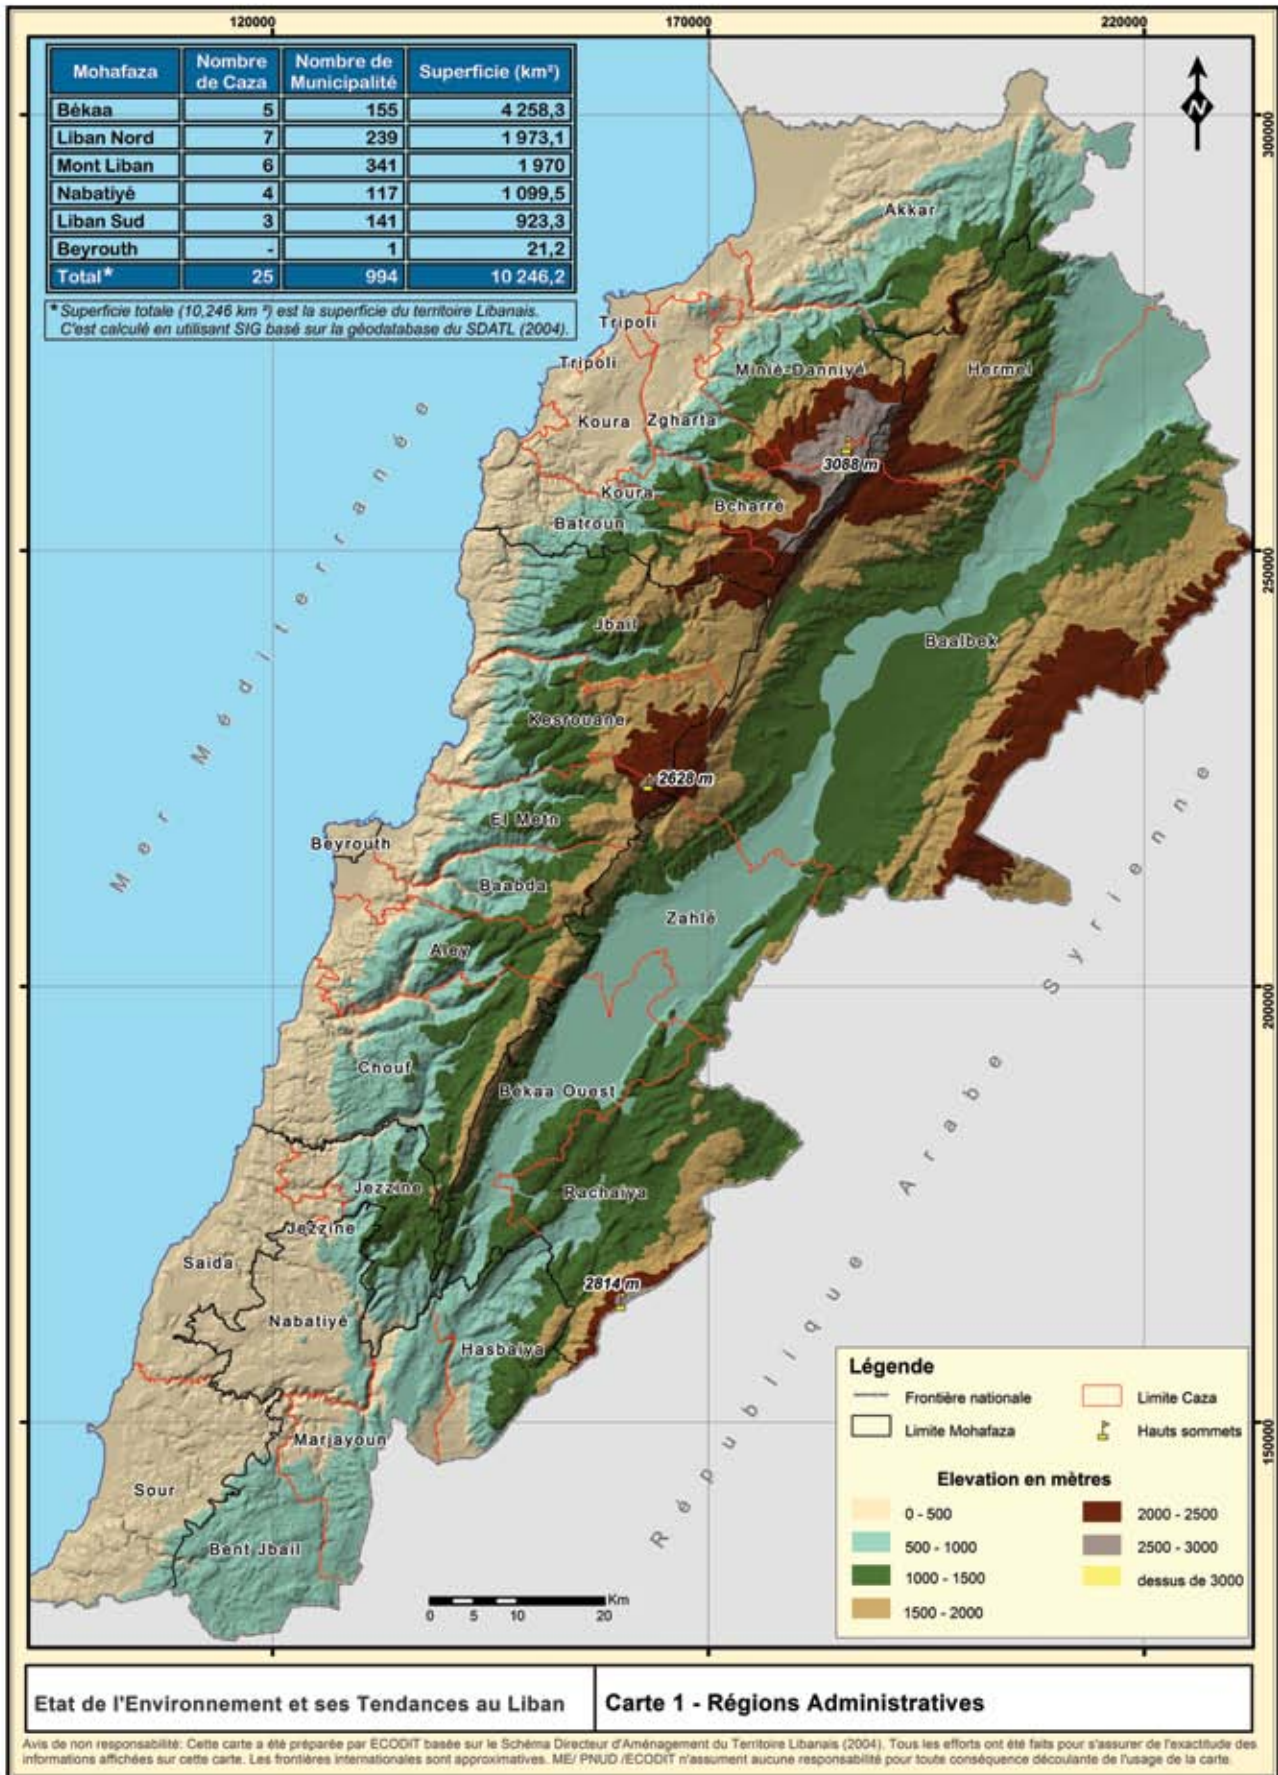 120000 170000 220000
Mohafaza Nombre de Caza Nombre de Municipalité Superficie (km²)
Békaa 5 155 4 258,3
Liban Nord 7 239 1 973,1
Mont Liban 6 341 1 970
Nabatiyé 4 117 1 099,5
Liban Sud 3 141 923,3
Beyrouth - 1 21,2
Total* 25 994 10 246,2
* Superficie totale (10,246 km ²) est la superficie du territoire Libanais.
C'est calculé en utilisant SIG basé sur la géodatabase du SDATL (2004).
N
300000
Akkar
Tripoli
Tripoli
Minié-Danniyé
Hermel
Koura
Zgharta
3088 m
Koura
Bcharré
Batroun
250000
Jbail
Baalbek
Kesrouane
2628 m
El Metn
Beyrouth
Baabda
Zahlé
Aley
200000
Chouf
Békaa Ouest
Jezzine
Rachaiya
Jezzine
Saida
2814 m
Nabatiyé
Hasbaiya
Marjayoun
150000
Sour
Bent Jbail
Mer Méditerranée
République Arabe Syrienne
Légende
Frontière nationale
Limite Caza
Limite Mohafaza
Hauts sommets
Elevation en mètres
0 - 500
2000 - 2500
500 - 1000
2500 - 3000
1000 - 1500
dessus de 3000
1500 - 2000
Km
0 5 10 20
Etat de l'Environnement et ses Tendances au Liban
Carte 1 - Régions Administratives
Avis de non responsabilité: Cette carte a été préparée par ECODIT basée sur le Schéma Directeur d'Aménagement du Territoire Libanais (2004). Tous les efforts ont été faits pour s'assurer de l'exactitude des
informations affichées sur cette carte. Les frontières internationales sont approximatives. ME/ PNUD /ECODIT n'assument aucune responsabilité pour toute conséquence découlante de l'usage de la carte.